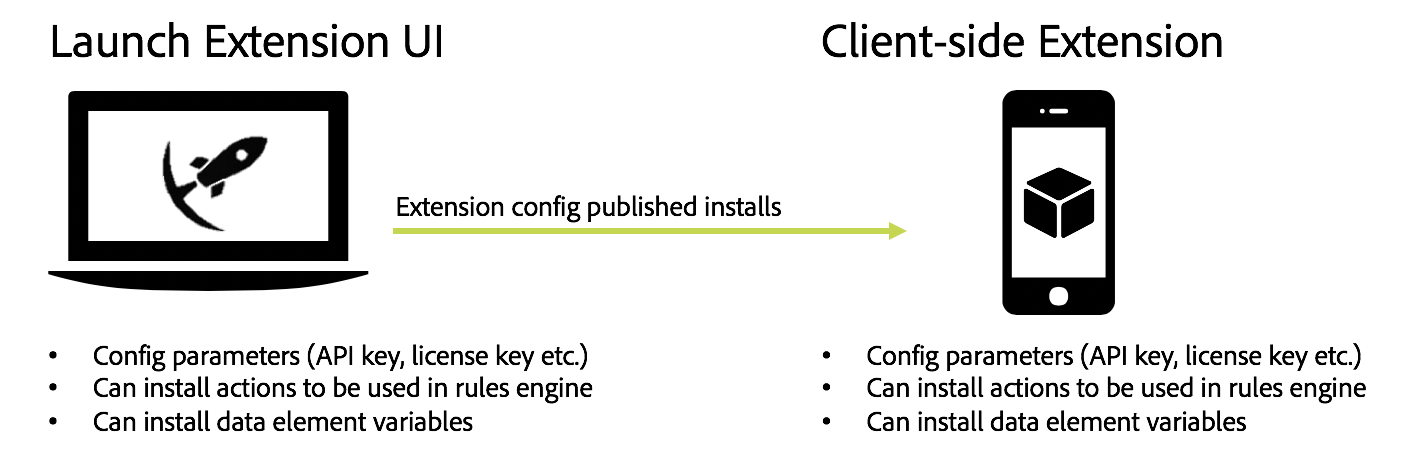 Launch Extension UI
Client-side Extension
Extension config published installs
• Config parameters (API key, license key etc.)
• Can install actions to be used in rules engine
• Can install data element variables
• Config parameters (API key, license key etc.)
• Can install actions to be used in rules engine
• Can install data element variables